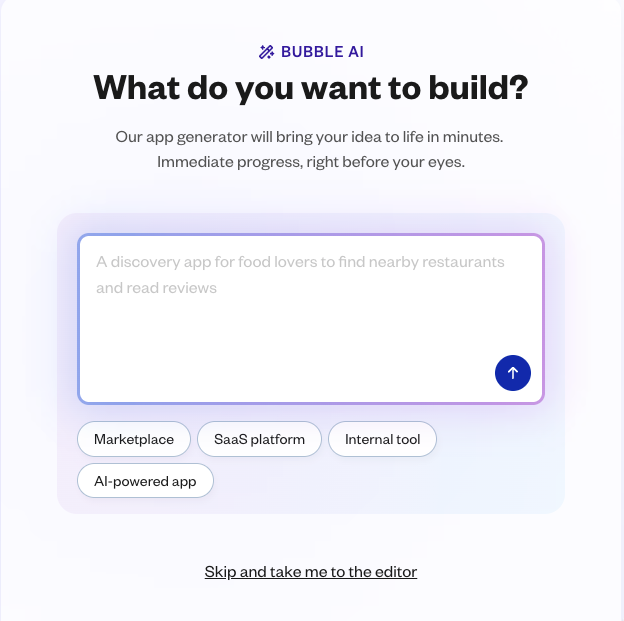 BUBBLE AI
What do you want to build?
Our app generator will bring your idea to life in minutes.
Immediate progress, right before your eyes.
A discovery app for food lovers to find nearby restaurants
and read reviews
Marketplace
SaaS platform
Internal tool
AI-powered app
Skip and take me to the editor